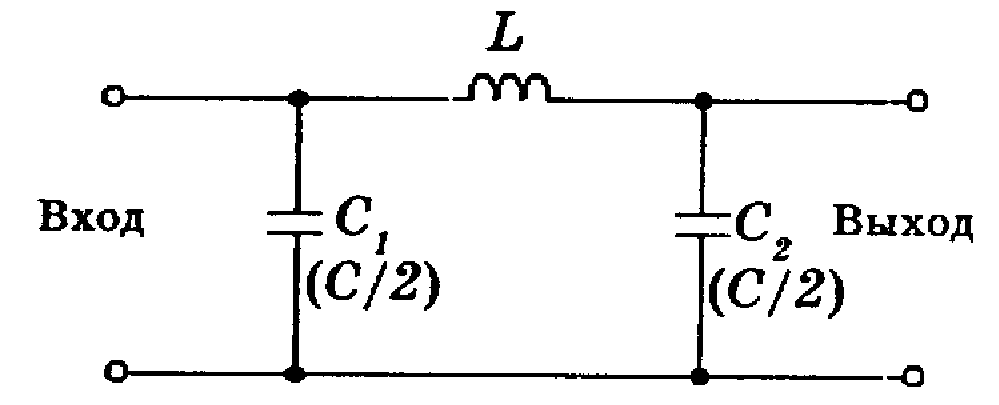 L
Вход
C₁
(C/2)
C₂
(C/2)
Выход